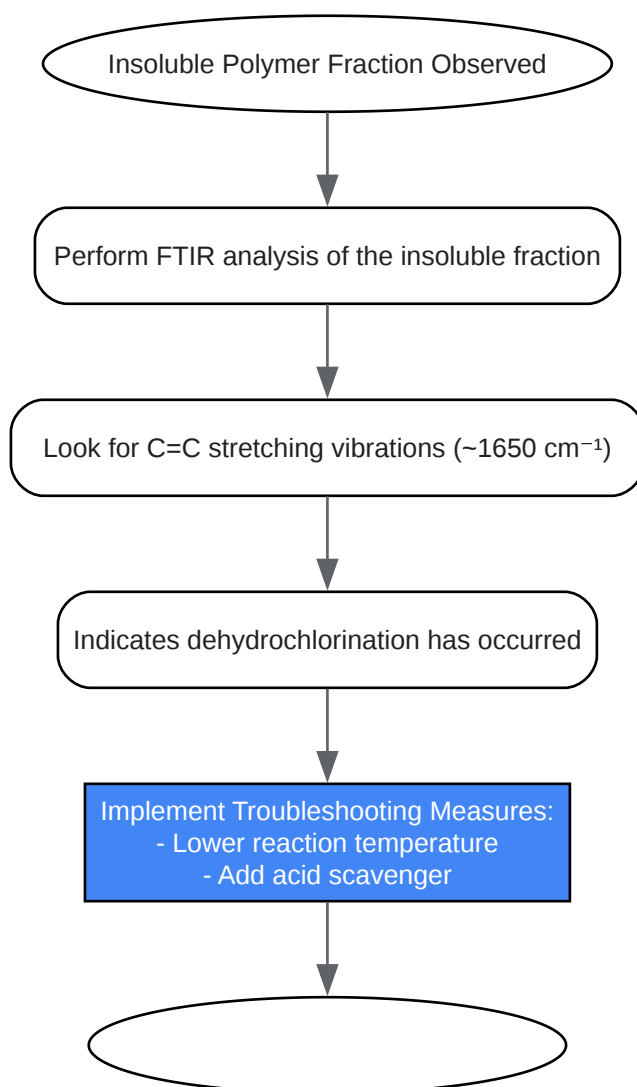 Insoluble Polymer Fraction Observed
Perform FTIR analysis of the insoluble fraction
Look for C=C stretching vibrations (~1650 cm⁻¹)
Indicates dehydrochlorination has occurred
Implement Troubleshooting Measures:
- Lower reaction temperature
- Add acid scavenger